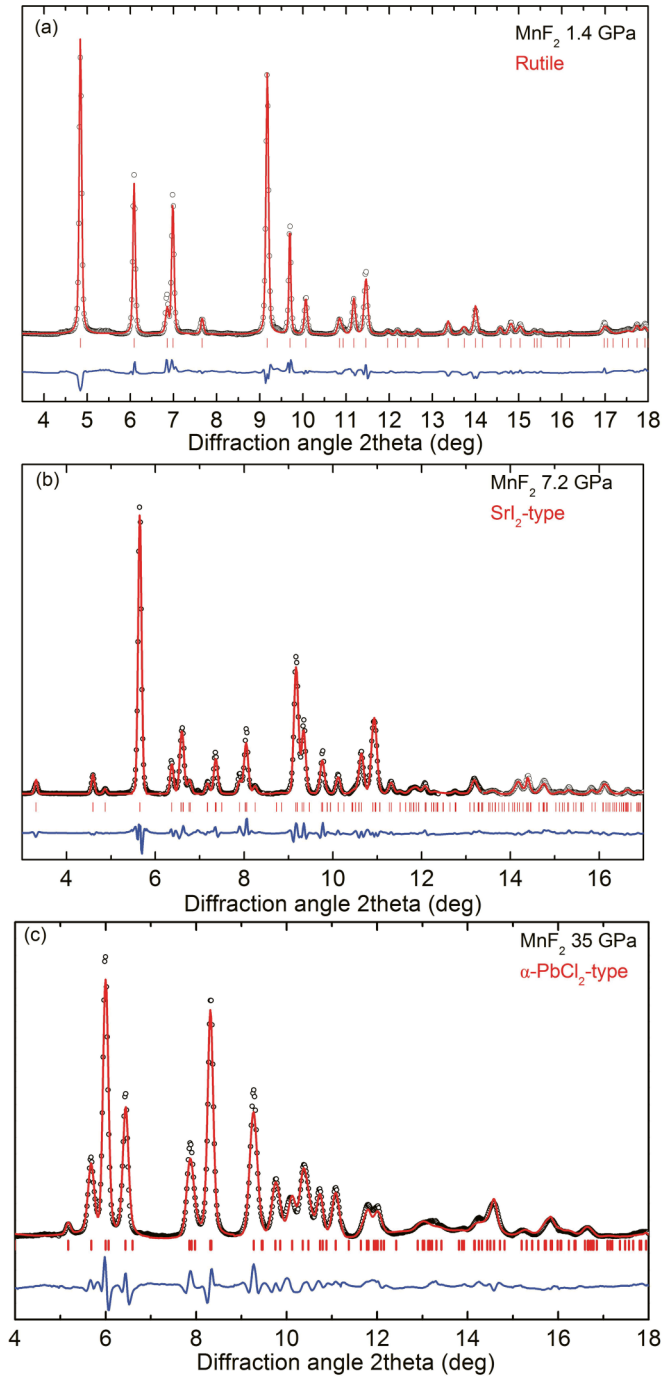 (a)
MnF₂ 1.4 GPa
Rutile
4 5 6 7 8 9 10 11 12 13 14 15 16 17 18
Diffraction angle 2theta (deg)
(b)
MnF₂ 7.2 GPa
SrI₂-type
4 6 8 10 12 14 16
Diffraction angle 2theta (deg)
(c)
MnF₂ 35 GPa
α-PbCl₂-type
4 6 8 10 12 14 16 18
Diffraction angle 2theta (deg)